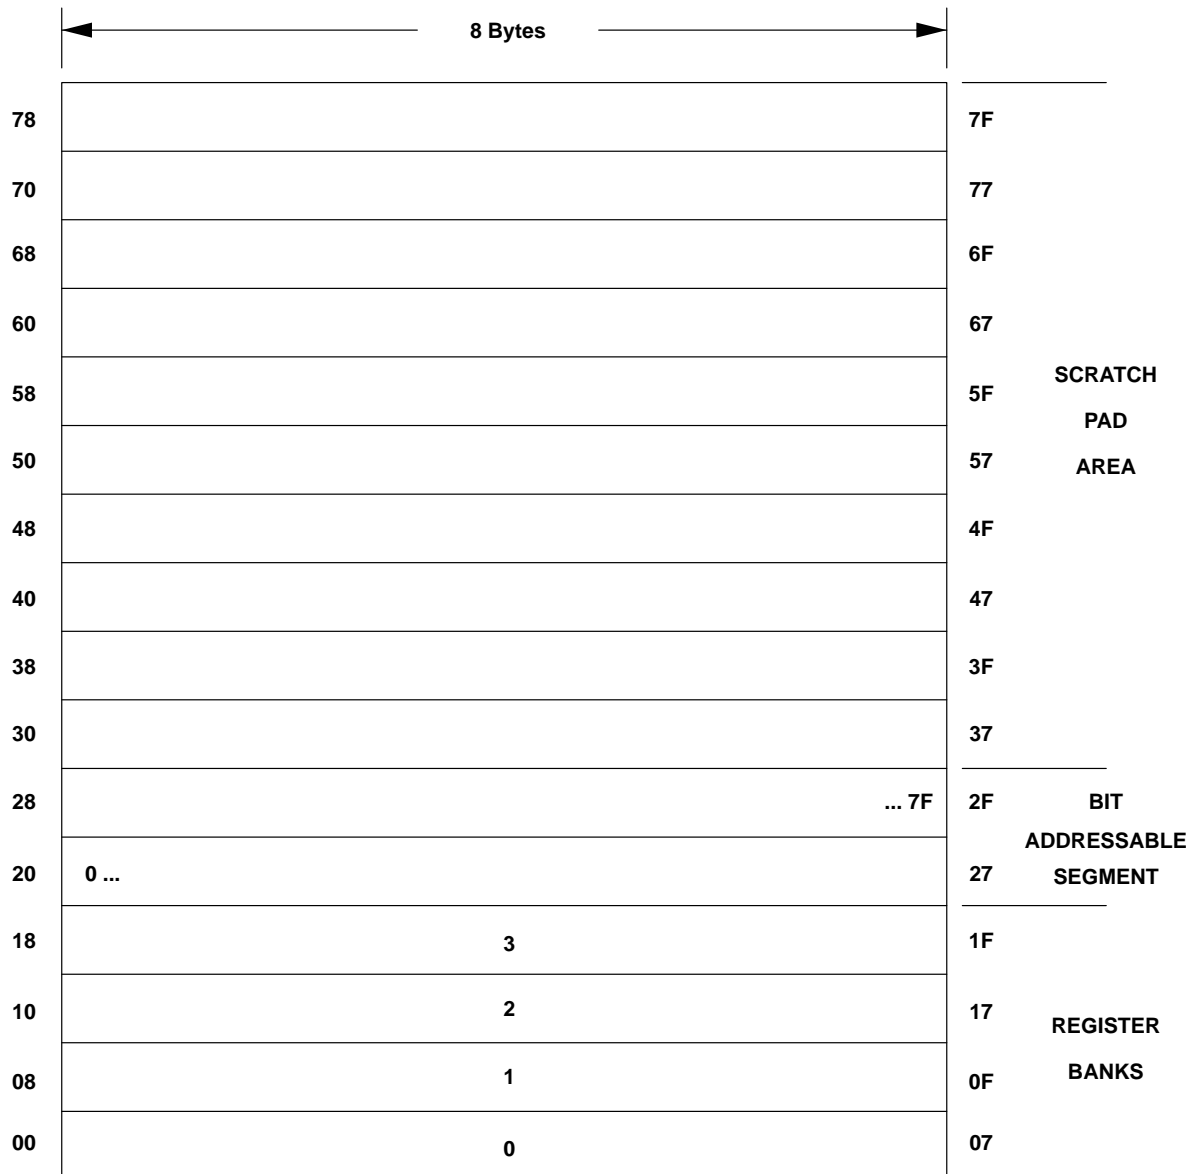 8 Bytes
78 7F
70 77
68 6F
60 67
58 5F SCRATCH
PAD
50 57 AREA
48 4F
40 47
38 3F
30 37
28 ... 7F 2F BIT
ADDRESSABLE
20 0 ... 27 SEGMENT
18 3 1F
10 2 17 REGISTER
08 1 0F BANKS
00 0 07